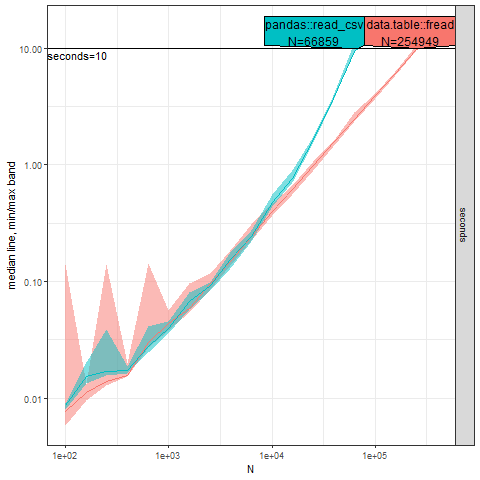 pandas::read_csv
N=66859
data.table::fread
N=254949
10.00
seconds=10
1.00
0.10
0.01
median line, min/max band
seconds
1e+02
1e+03
1e+04
1e+05
N